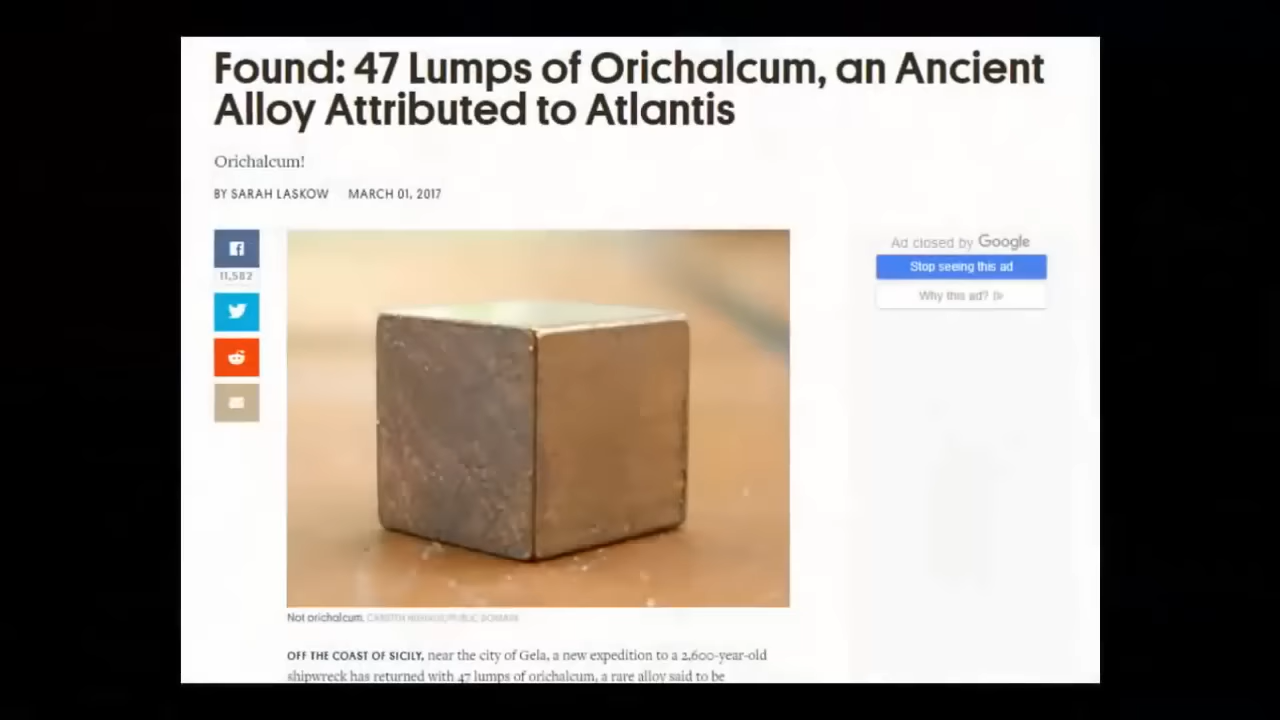 Found: 47 Lumps of Orichalcum, an Ancient
Alloy Attributed to Atlantis
Orichalcum!
BY SARAH LASKOW MARCH 01, 2017
11,582
Ad closed by Google
Stop seeing this ad
Why this ad?
Not orichalcum.
OFF THE COAST OF SICILY, near the city of Gela, a new expedition to a 2,600-year-old
shipwreck has returned with 47 lumps of orichalcum, a rare alloy said to be